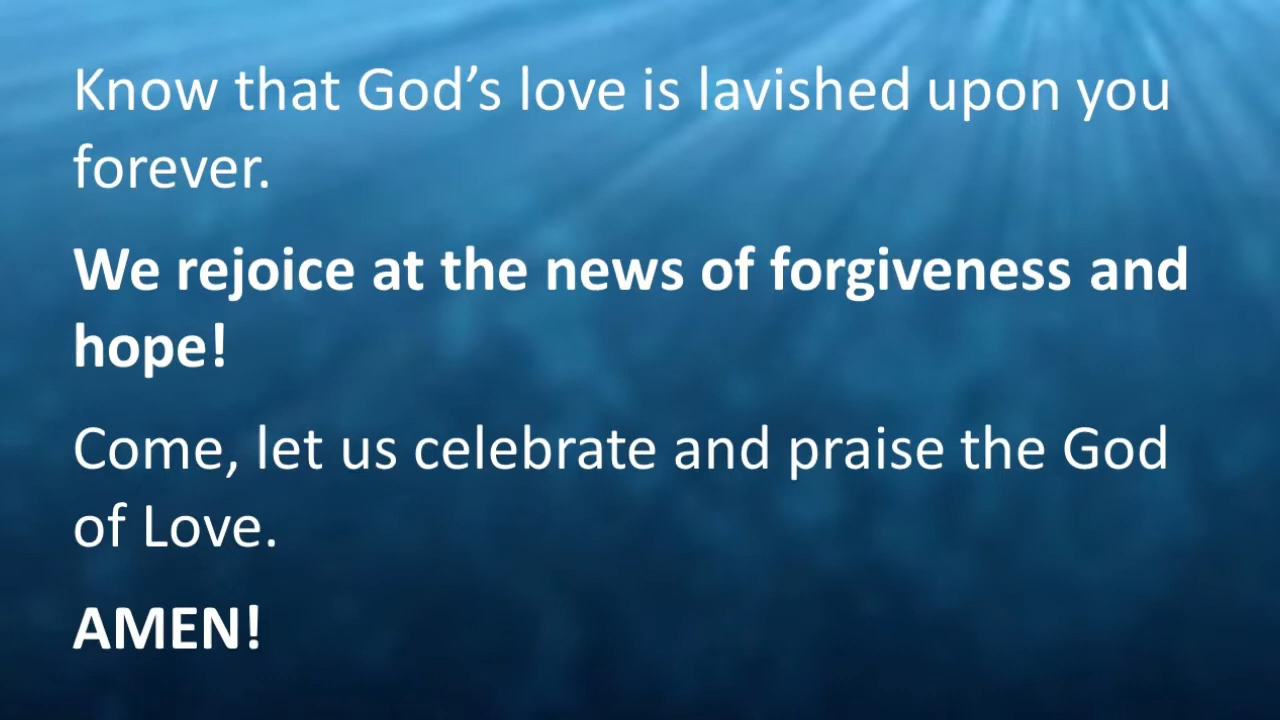 Know that God’s love is lavished upon you
forever.
We rejoice at the news of forgiveness and
hope!
Come, let us celebrate and praise the God
of Love.
AMEN!